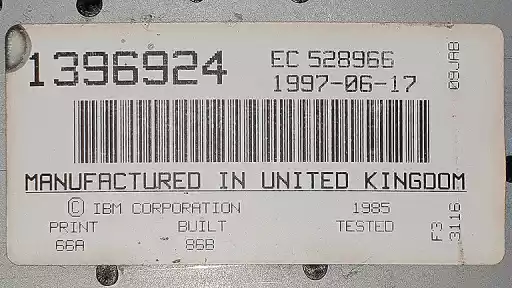 1396924
EC 528966
1997-06-17
09JAB
MANUFACTURED IN UNITED KINGDOM
© IBM CORPORATION 1985
PRINT BUILT TESTED
66A 86B
F3
3116